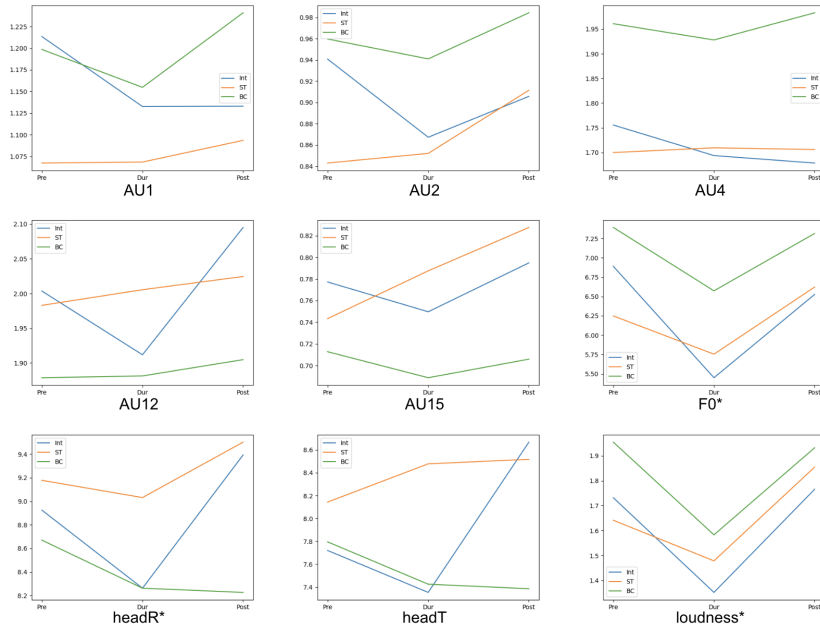 1.225
1.200
1.175
1.150
1.125
1.100
1.075
Int
ST
BC
Pre
Dur
Post
AU1
0.98
0.96
0.94
0.92
0.90
0.88
0.86
0.84
Int
ST
BC
Pre
Dur
Post
AU2
1.95
1.90
1.85
1.80
1.75
1.70
Int
ST
BC
Pre
Dur
Post
AU4
2.10
2.05
2.00
1.95
1.90
Int
ST
BC
Pre
Dur
Post
AU12
0.82
0.80
0.78
0.76
0.74
0.72
0.70
Int
ST
BC
Pre
Dur
Post
AU15
7.25
7.00
6.75
6.50
6.25
6.00
5.75
5.50
Int
ST
BC
Pre
Dur
Post
F0*
9.4
9.2
9.0
8.8
8.6
8.4
8.2
Int
ST
BC
Pre
Dur
Post
headR*
8.6
8.4
8.2
8.0
7.8
7.6
7.4
Int
ST
BC
Pre
Dur
Post
headT
1.9
1.8
1.7
1.6
1.5
1.4
Int
ST
BC
Pre
Dur
Post
loudness*